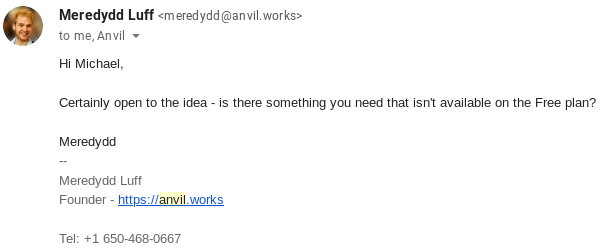 Meredydd Luff <meredydd@anvil.works>
to me, Anvil
Hi Michael,
Certainly open to the idea - is there something you need that isn't available on the Free plan?
Meredydd
--
Meredydd Luff
Founder - https://anvil.works
Tel: +1 650-468-0667